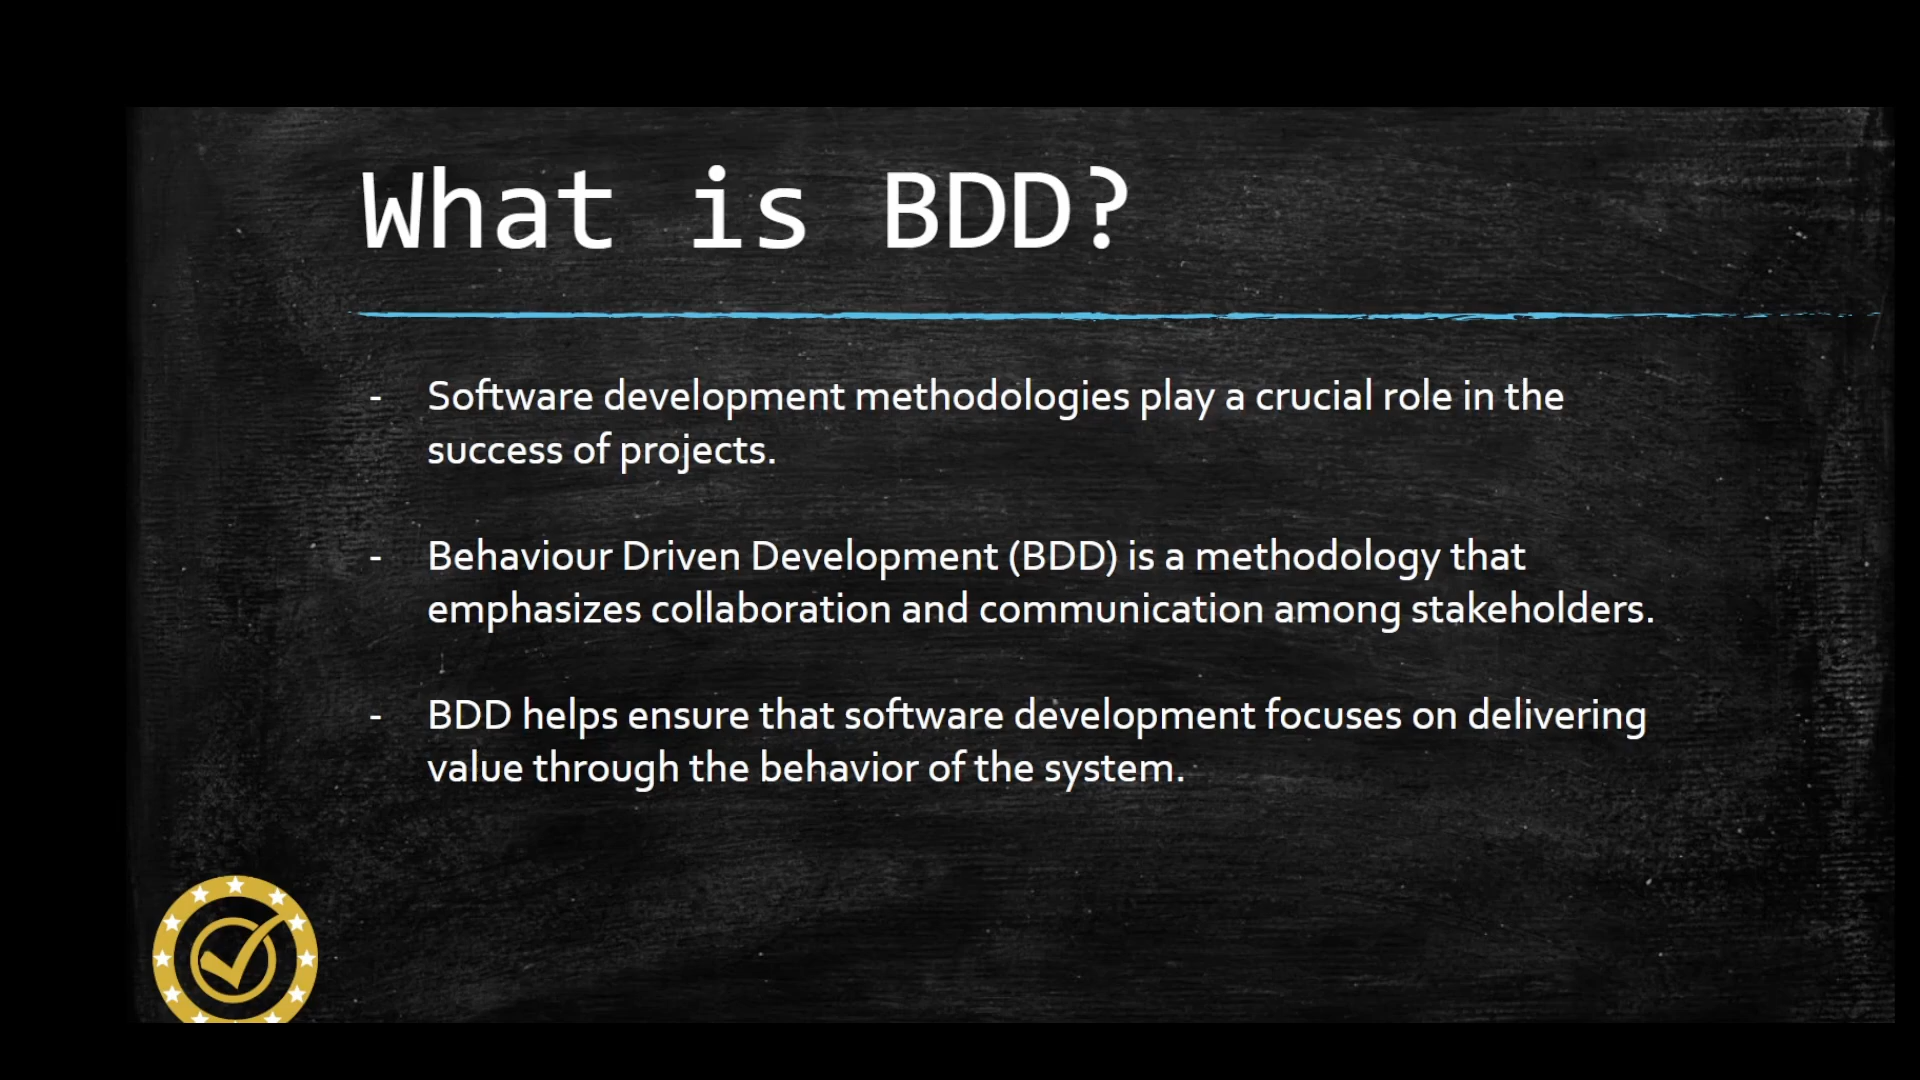 What is BDD?
- Software development methodologies play a crucial role in the
success of projects.
- Behaviour Driven Development (BDD) is a methodology that
emphasizes collaboration and communication among stakeholders.
- BDD helps ensure that software development focuses on delivering
value through the behavior of the system.